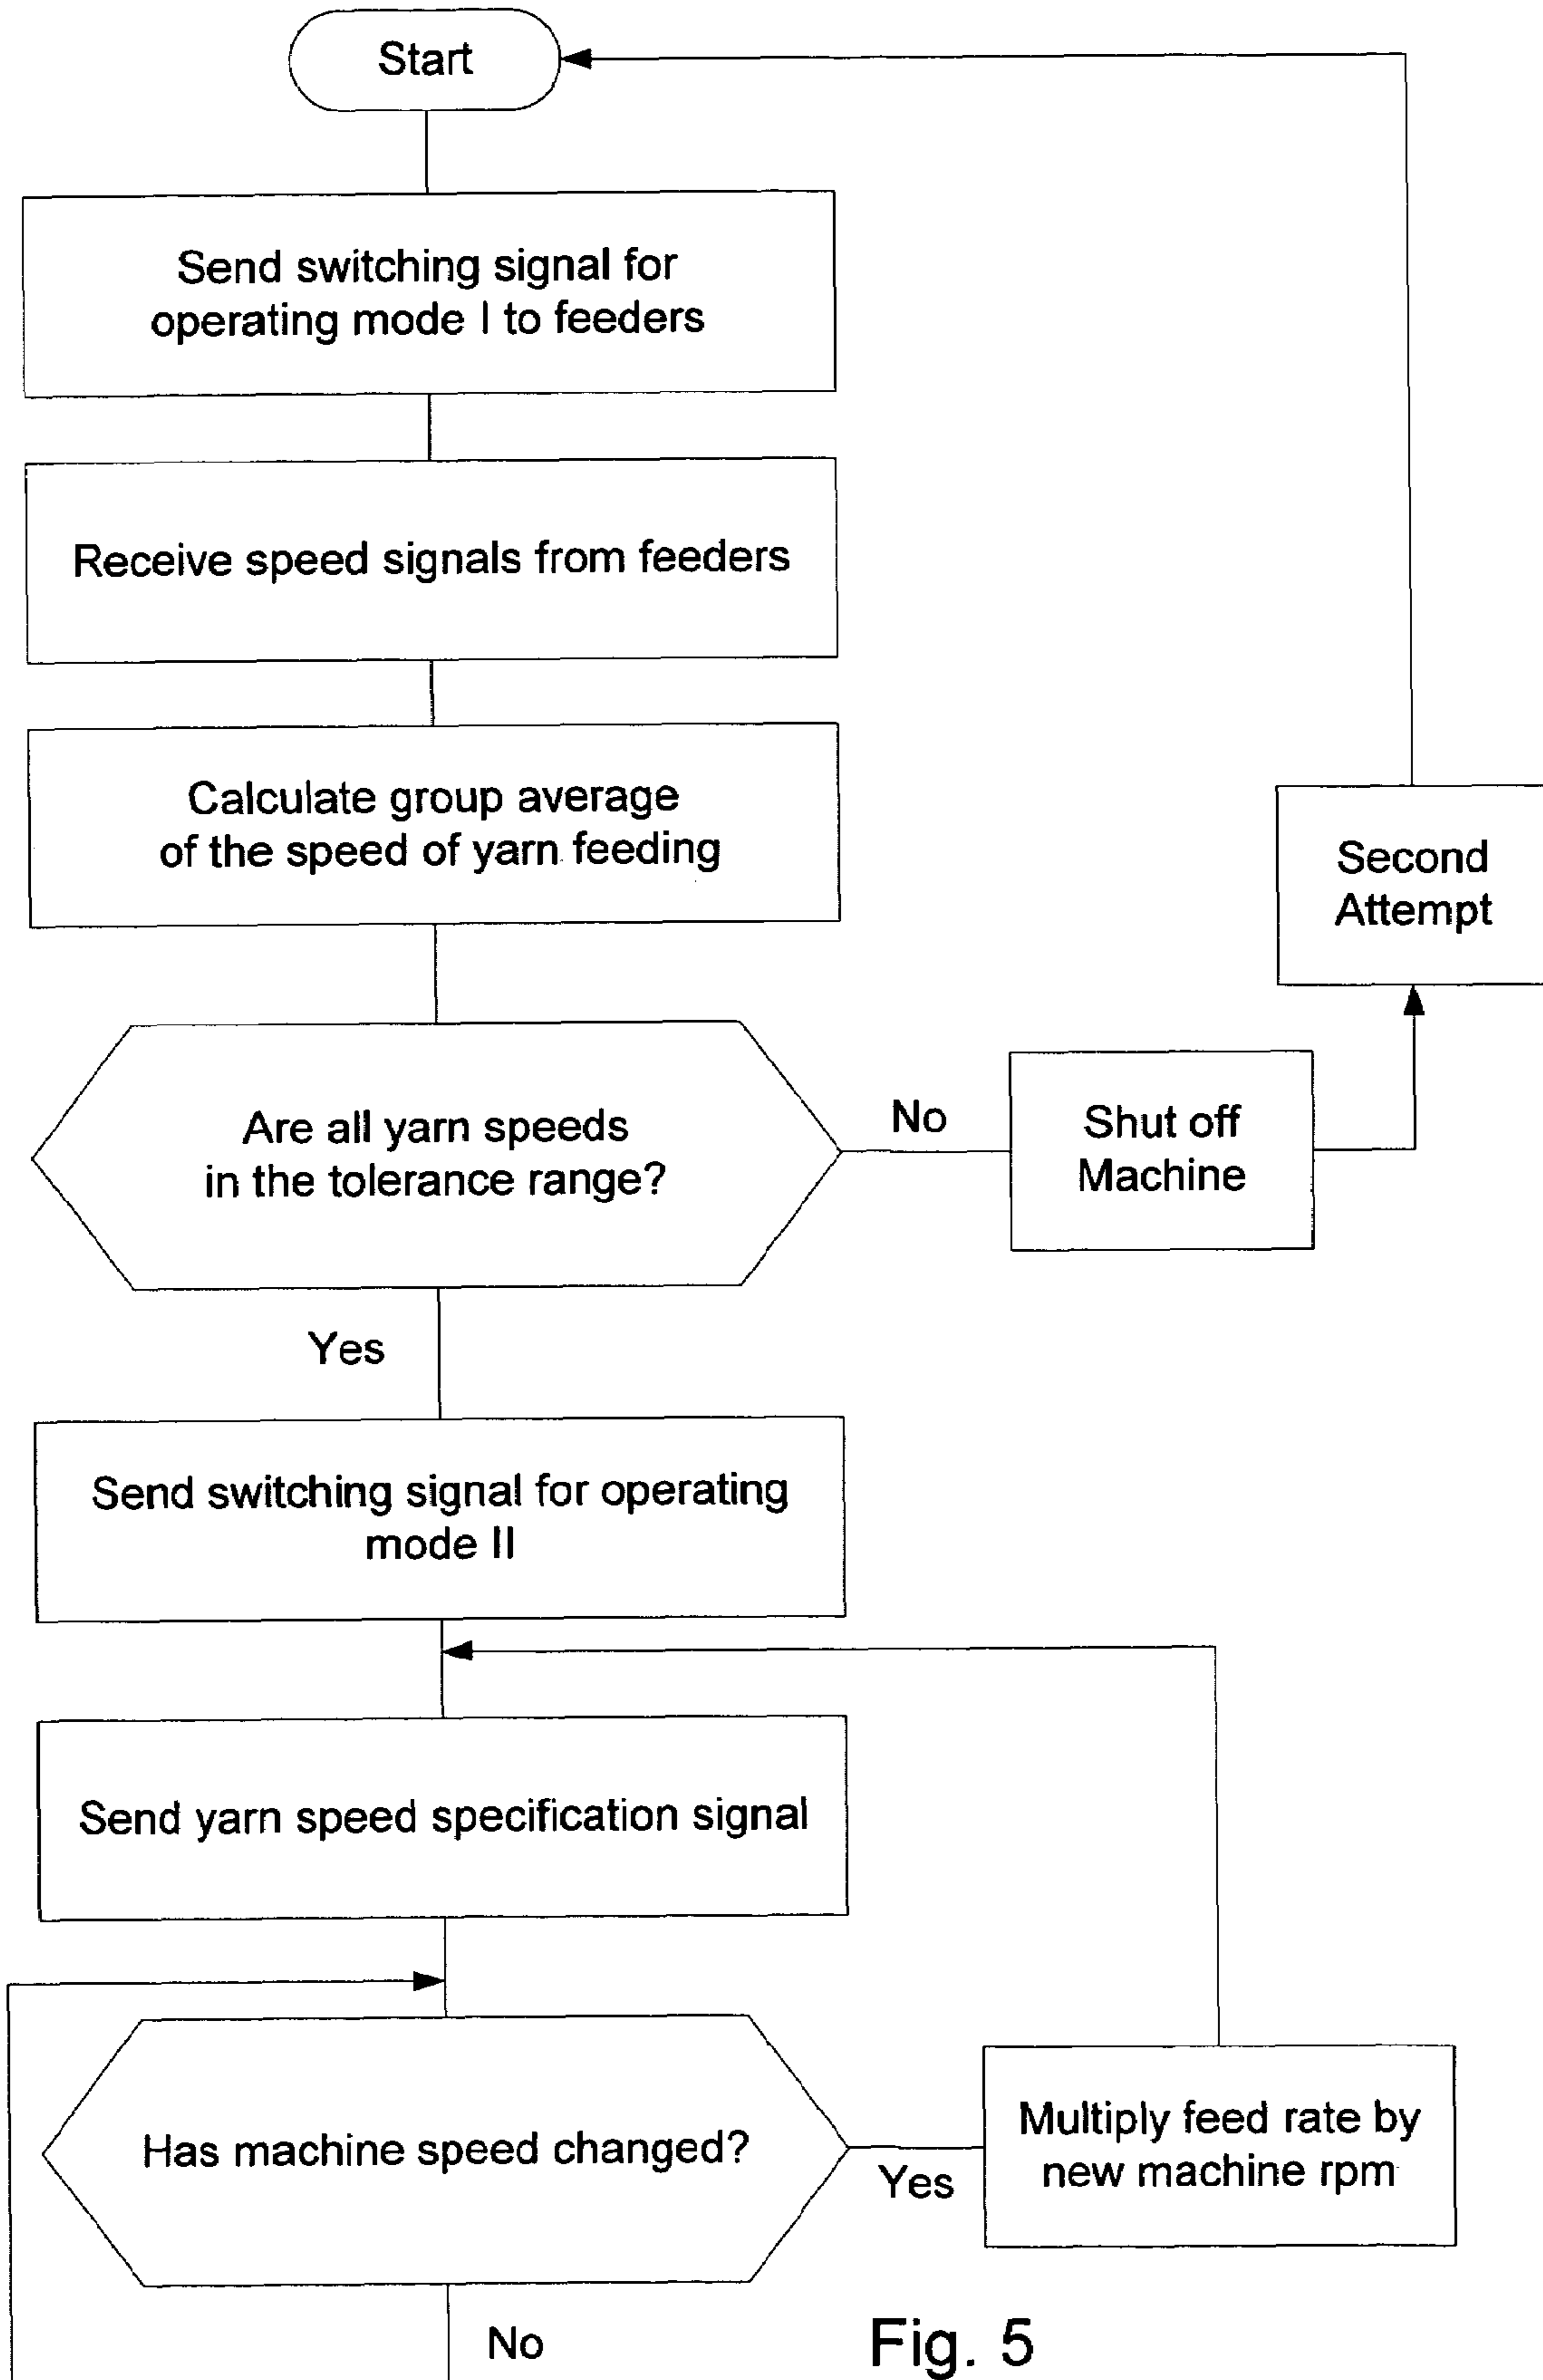 Start
Send switching signal for
operating mode I to feeders
Receive speed signals from feeders
Calculate group average
of the speed of yarn feeding
Second
Attempt
Are all yarn speeds
in the tolerance range?
No
Shut off
Machine
Yes
Send switching signal for operating
mode II
Send yarn speed specification signal
Has machine speed changed?
Yes
Multiply feed rate by
new machine rpm
No
Fig. 5